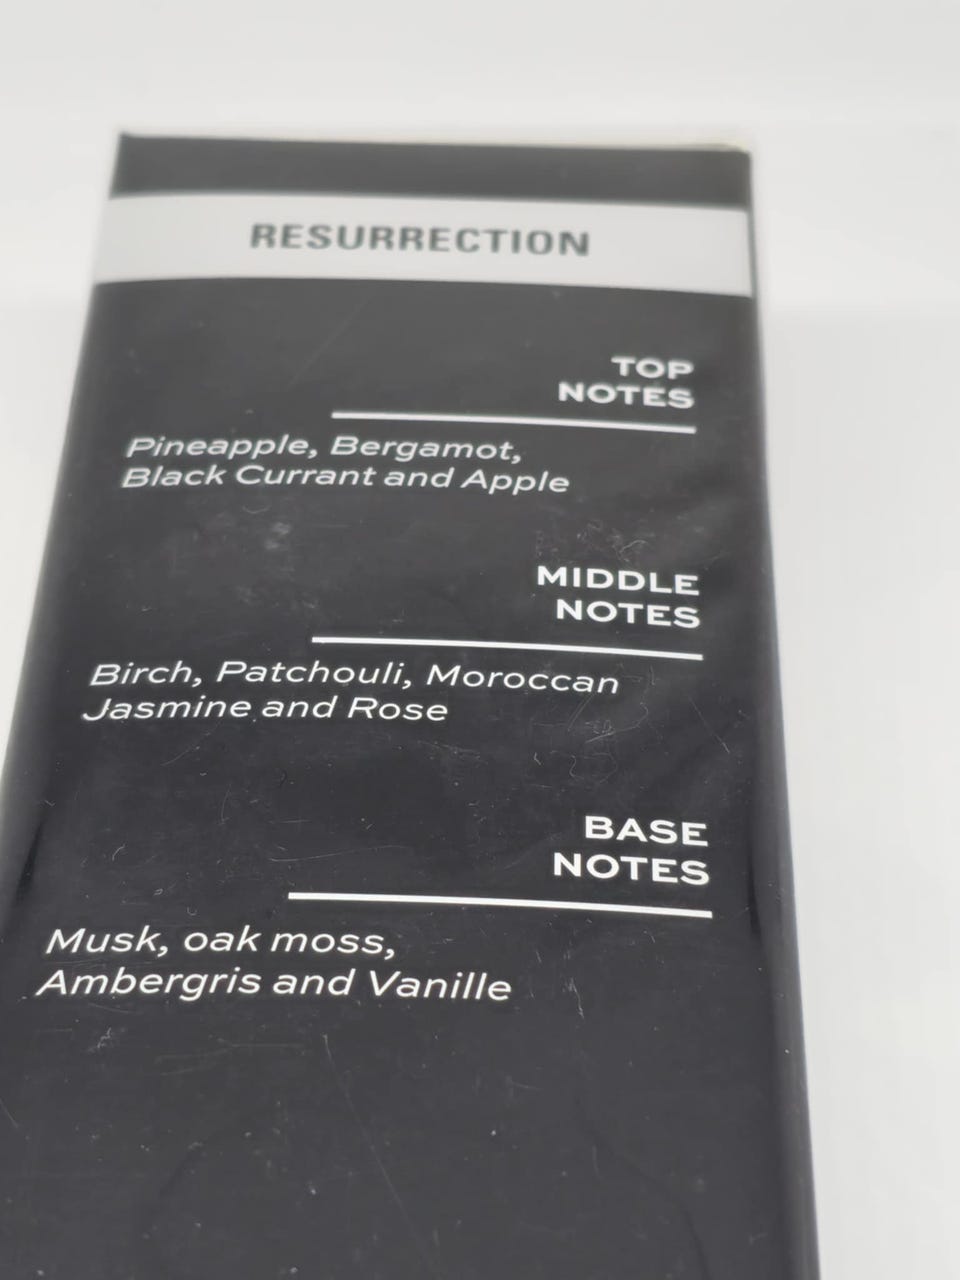 RESURRECTION
TOP
NOTES
Pineapple, Bergamot,
Black Currant and Apple
MIDDLE
NOTES
Birch, Patchouli, Moroccan
Jasmine and Rose
BASE
NOTES
Musk, oak moss,
Ambergris and Vanille